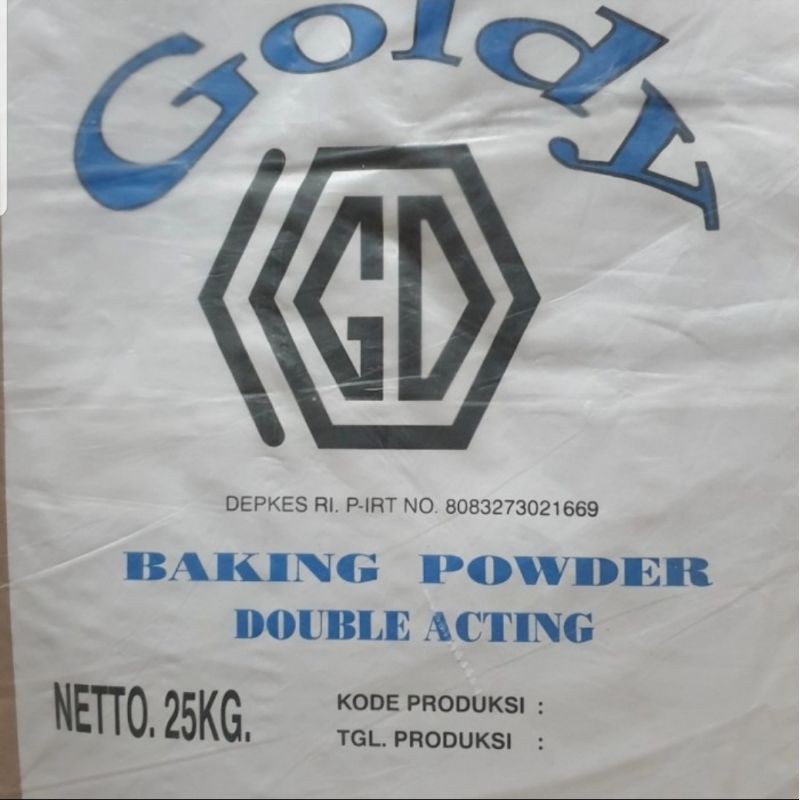 Goldy
GD
DEPKES RI. P-IRT NO. 8083273021669
BAKING POWDER
DOUBLE ACTING
NETTO. 25KG.
KODE PRODUKSI :
TGL. PRODUKSI :